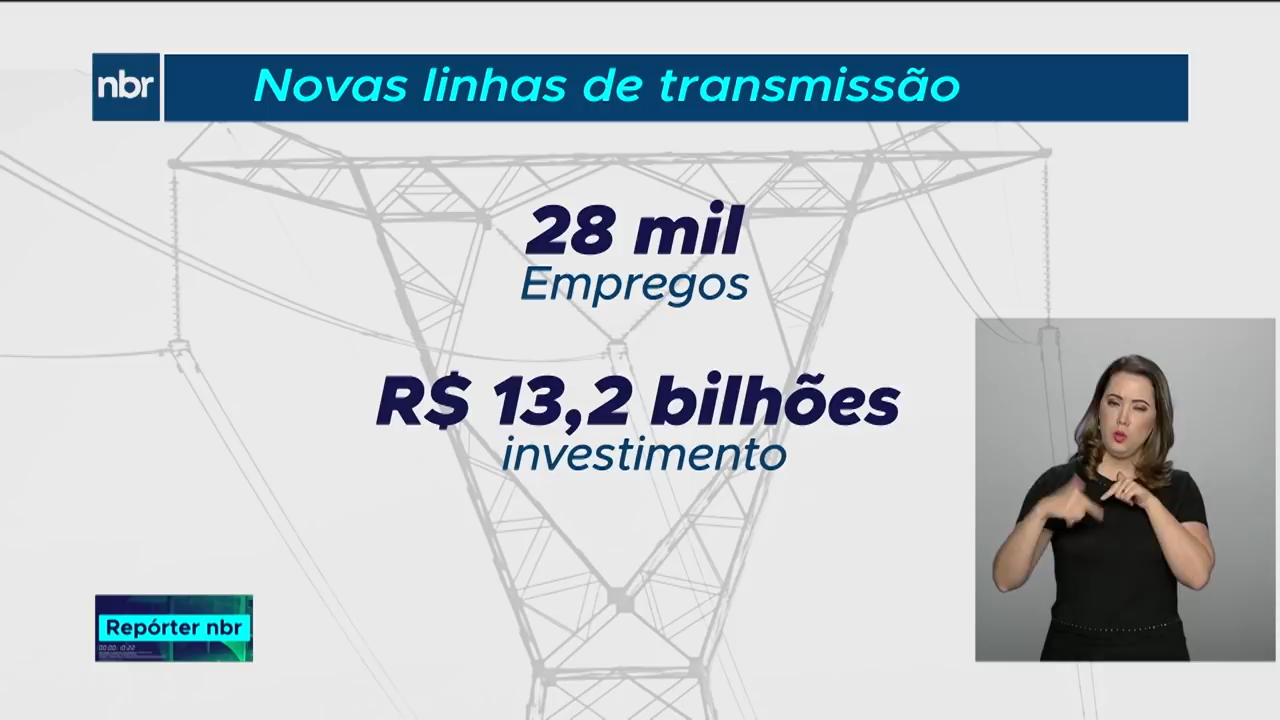 nbr
Novas linhas de transmissão
28 mil
Empregos
R$ 13,2 bilhões
investimento
Repórter nbr